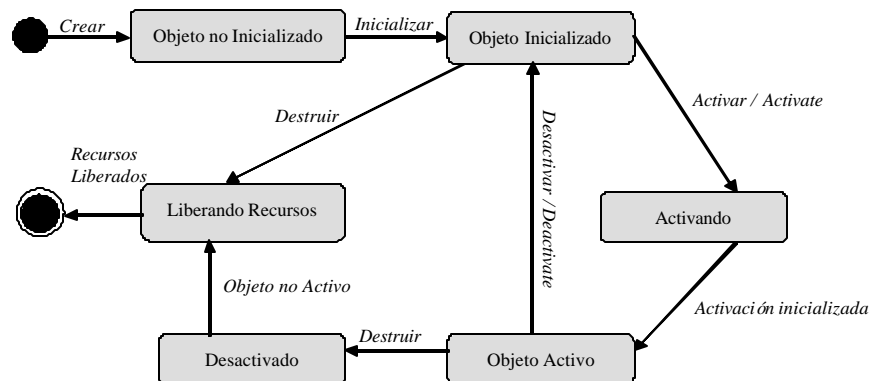 Crear
Objeto no Inicializado
Inicializar
Objeto Inicializado
Destruir
Desactivar / Deactivate
Activar / Activate
Recursos
Liberados
Liberando Recursos
Activando
Objeto no Activo
Activación inicializada
Desactivado
Destruir
Objeto Activo